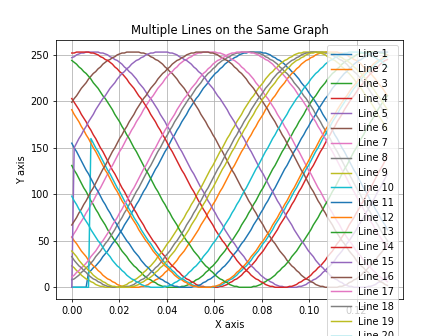 Multiple Lines on the Same Graph
250
200
150
100
50
0
Y axis
0.00
0.02
0.04
0.06
0.08
0.10
X axis
Line 1
Line 2
Line 3
Line 4
Line 5
Line 6
Line 7
Line 8
Line 9
Line 10
Line 11
Line 12
Line 13
Line 14
Line 15
Line 16
Line 17
Line 18
Line 19
Line 20